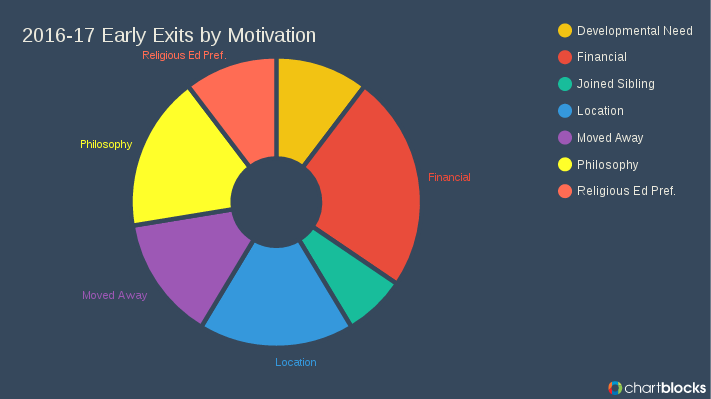 2016-17 Early Exits by Motivation
Religious Ed Pref.
Philosophy
Financial
Moved Away
Location
Developmental Need
Financial
Joined Sibling
Location
Moved Away
Philosophy
Religious Ed Pref.
chartblocks